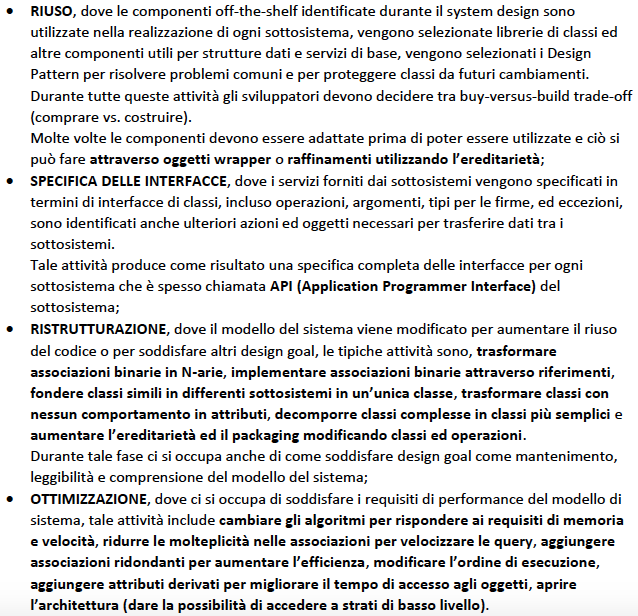 • RIUSO, dove le componenti off-the-shelf identificate durante il system design sono
utilizzate nella realizzazione di ogni sottosistema, vengono selezionate librerie di classi ed
altre componenti utili per strutture dati e servizi di base, vengono selezionati i Design
Pattern per risolvere problemi comuni e per proteggere classi da futuri cambiamenti.
Durante tutte queste attività gli sviluppatori devono decidere tra buy-versus-build trade-off
(comprare vs. costruire).
Molte volte le componenti devono essere adattate prima di poter essere utilizzate e ciò si
può fare attraverso oggetti wrapper o raffinamenti utilizzando l'ereditarietà;
• SPECIFICA DELLE INTERFACCE, dove i servizi forniti dai sottosistemi vengono specificati in
termini di interfacce di classi, incluso operazioni, argomenti, tipi per le firme, ed eccezioni,
sono identificati anche ulteriori azioni ed oggetti necessari per trasferire dati tra i
sottosistemi.
Tale attività produce come risultato una specifica completa delle interfacce per ogni
sottosistema che è spesso chiamata API (Application Programmer Interface) del
sottosistema;
• RISTRUTTURAZIONE, dove il modello del sistema viene modificato per aumentare il riuso
del codice o per soddisfare altri design goal, le tipiche attività sono, trasformare
associazioni binarie in N-arie, implementare associazioni binarie attraverso riferimenti,
fondere classi simili in differenti sottosistemi in un'unica classe, trasformare classi con
nessun comportamento in attributi, decomporre classi complesse in classi più semplici e
aumentare l'ereditarietà ed il packaging modificando classi ed operazioni.
Durante tale fase ci si occupa anche di come soddisfare design goal come mantenimento,
leggibilità e comprensione del modello del sistema;
• OTTIMIZZAZIONE, dove ci si occupa di soddisfare i requisiti di performance del modello di
sistema, tale attività include cambiare gli algoritmi per rispondere ai requisiti di memoria
e velocità, ridurre le molteplicità nelle associazioni per velocizzare le query, aggiungere
associazioni ridondanti per aumentare l'efficienza, modificare l'ordine di esecuzione,
aggiungere attributi derivati per migliorare il tempo di accesso agli oggetti, aprire
l'architettura (dare la possibilità di accedere a strati di basso livello).